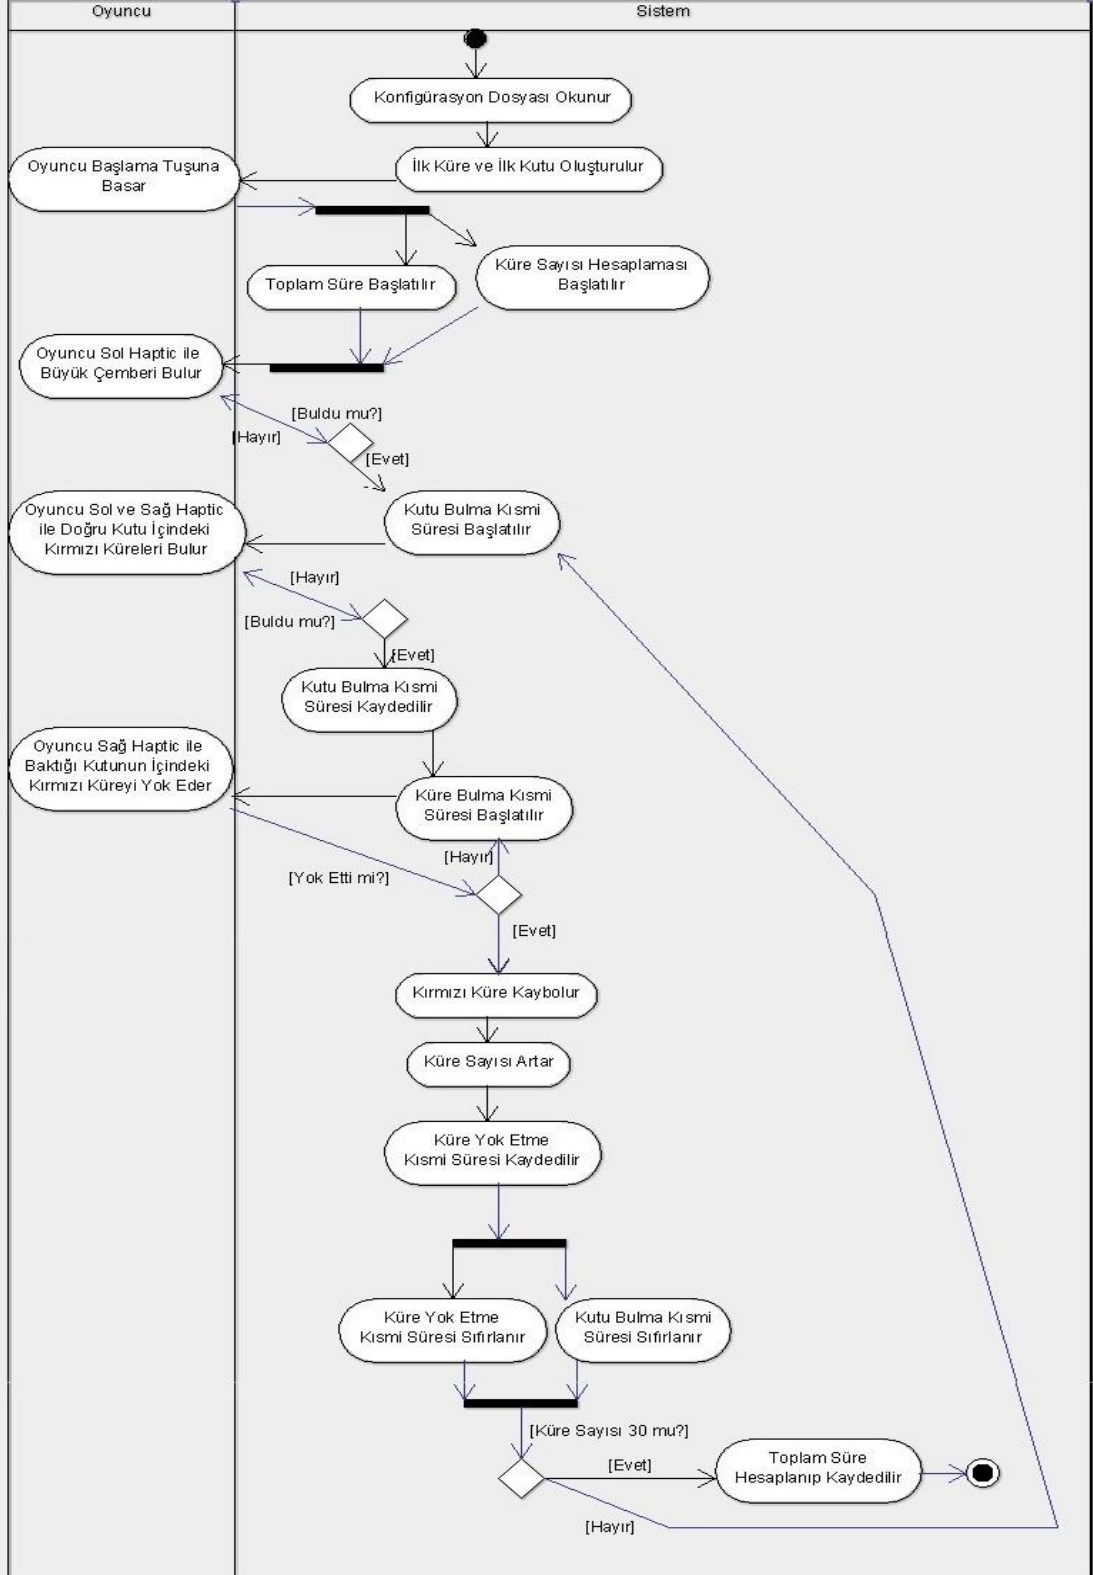 Oyuncu
Sistem
Konfigürasyon Dosyası Okunur
İlk Küre ve İlk Kutu Oluşturulur
Oyuncu Başlama Tuşuna
Basar
Toplam Süre Başlatılır
Küre Sayısı Hesaplaması
Başlatılır
Oyuncu Sol Haptic ile
Büyük Çemberi Bulur
[Buldu mu?]
[Hayır]
[Evet]
Kutu Bulma Kısmi
Süresi Başlatılır
Oyuncu Sol ve Sağ Haptic
ile Doğru Kutu İçindeki
Kırmızı Küreleri Bulur
[Hayır]
[Buldu mu?]
[Evet]
Kutu Bulma Kısmi
Süresi Kaydedilir
Oyuncu Sağ Haptic ile
Baktığı Kutunun İçindeki
Kırmızı Küreyi Yok Eder
Küre Bulma Kısmi
Süresi Başlatılır
[Hayır]
[Yok Etti mi?]
[Evet]
Kırmızı Küre Kaybolur
Küre Sayısı Artar
Küre Yok Etme
Kısmi Süresi Kaydedilir
Küre Yok Etme
Kısmi Süresi Sıfırlanır
Kutu Bulma Kısmi
Süresi Sıfırlanır
[Küre Sayısı 30 mu?]
[Evet]
Toplam Süre
Hesaplanıp Kaydedilir
[Hayır]